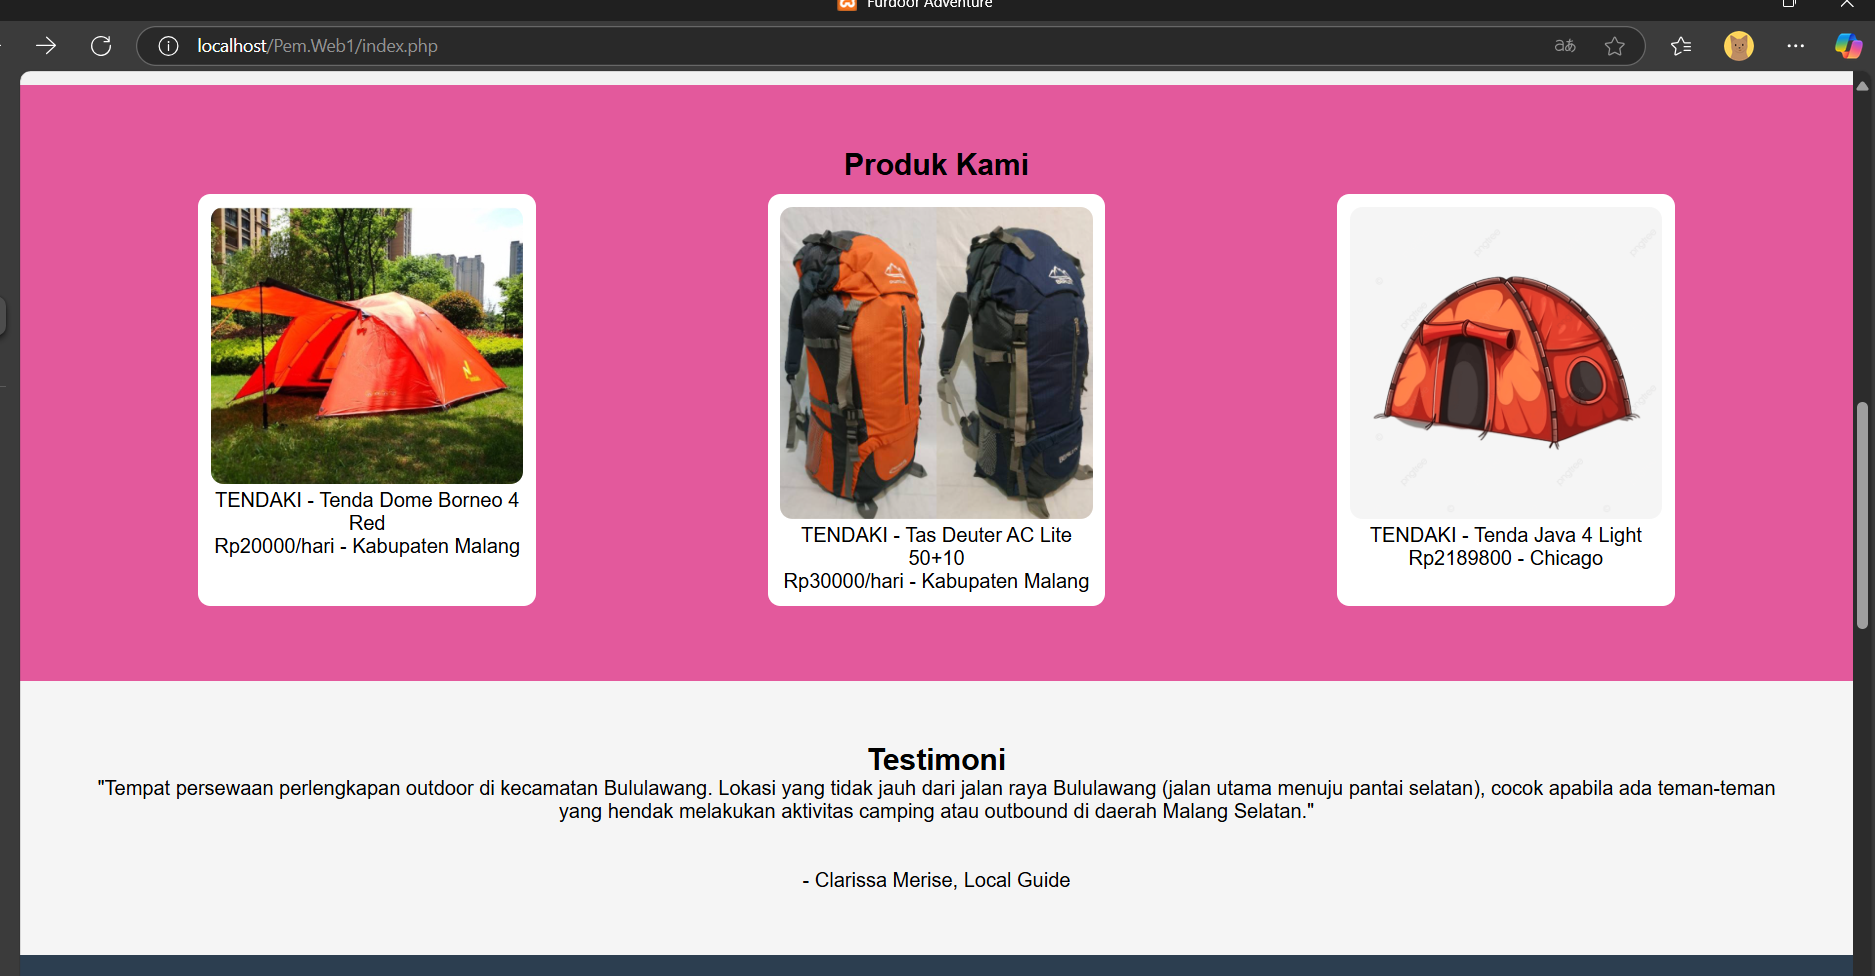 Furdoor Adventure
localhost/Pem.Web1/index.php
Produk Kami
TENDAKI - Tenda Dome Borneo 4
Red
Rp20000/hari - Kabupaten Malang
TENDAKI - Tas Deuter AC Lite
50+10
Rp30000/hari - Kabupaten Malang
TENDAKI - Tenda Java 4 Light
Rp2189800 - Chicago
Testimoni
"Tempat persewaan perlengkapan outdoor di kecamatan Bululawang. Lokasi yang tidak jauh dari jalan raya Bululawang (jalan utama menuju pantai selatan), cocok apabila ada teman-teman
yang hendak melakukan aktivitas camping atau outbound di daerah Malang Selatan."
- Clarissa Merise, Local Guide